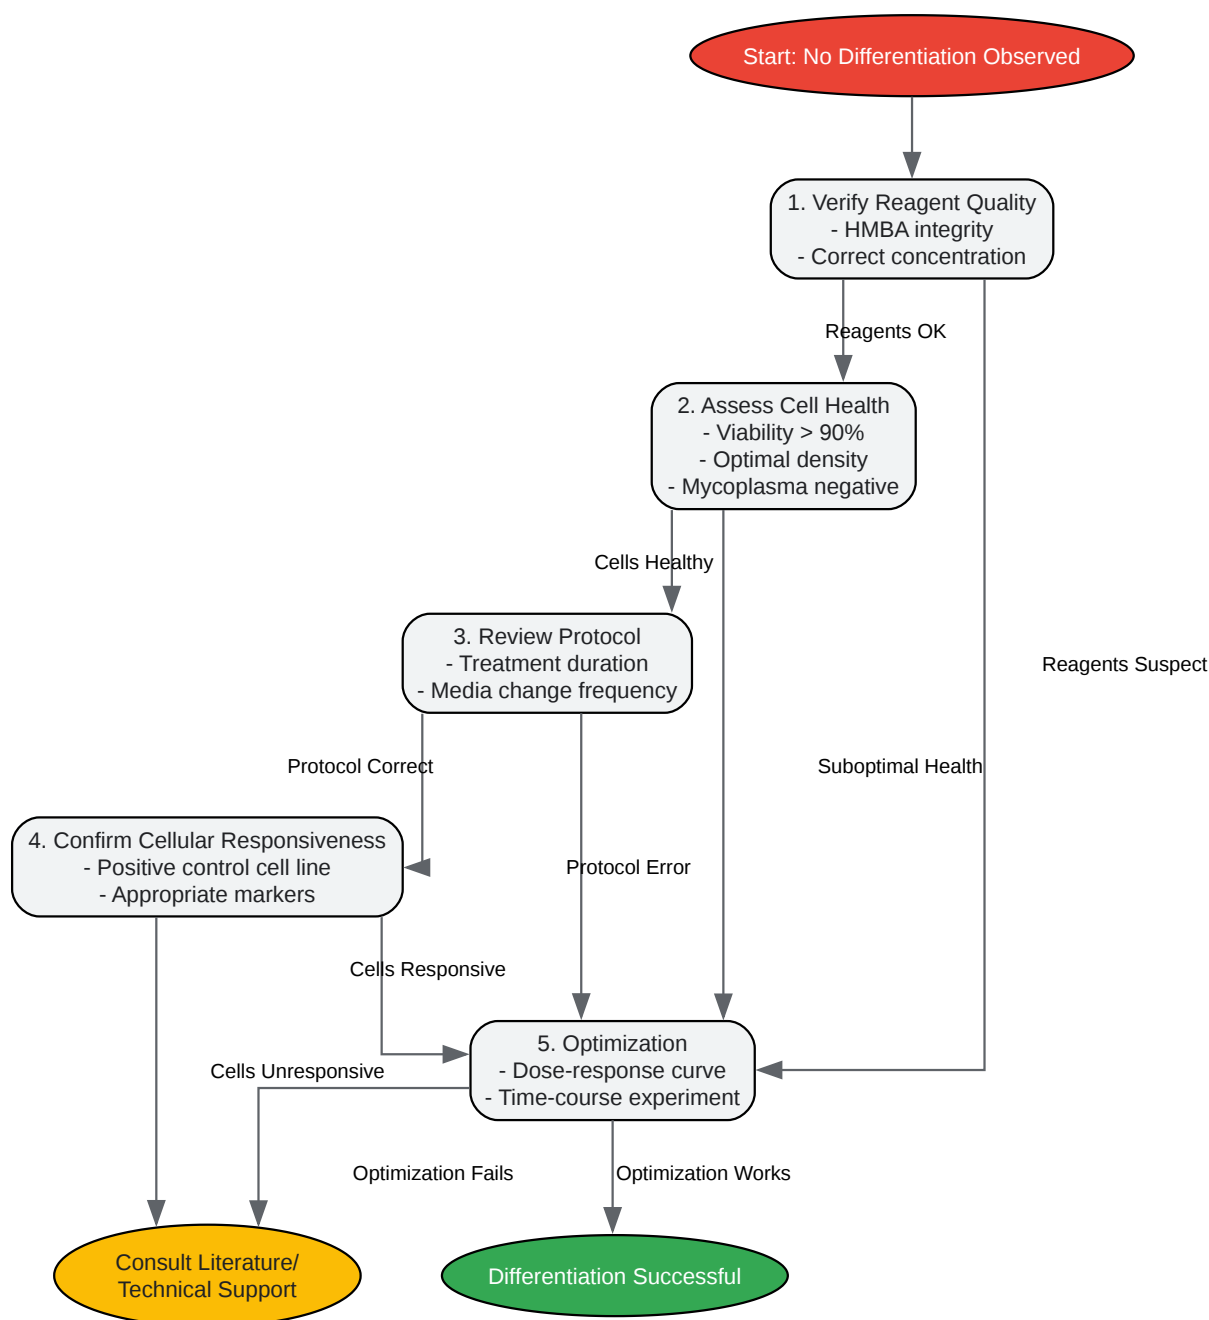 Start: No Differentiation Observed
1. Verify Reagent Quality
- HMBA integrity
- Correct concentration
Reagents OK
2. Assess Cell Health
- Viability > 90%
- Optimal density
- Mycoplasma negative
Cells Healthy
3. Review Protocol
- Treatment duration
- Media change frequency
Reagents Suspect
Protocol Correct
Suboptimal Health
4. Confirm Cellular Responsiveness
- Positive control cell line
- Appropriate markers
Protocol Error
Cells Responsive
5. Optimization
- Dose-response curve
- Time-course experiment
Cells Unresponsive
Optimization Fails
Optimization Works
Consult Literature/
Technical Support
Differentiation Successful